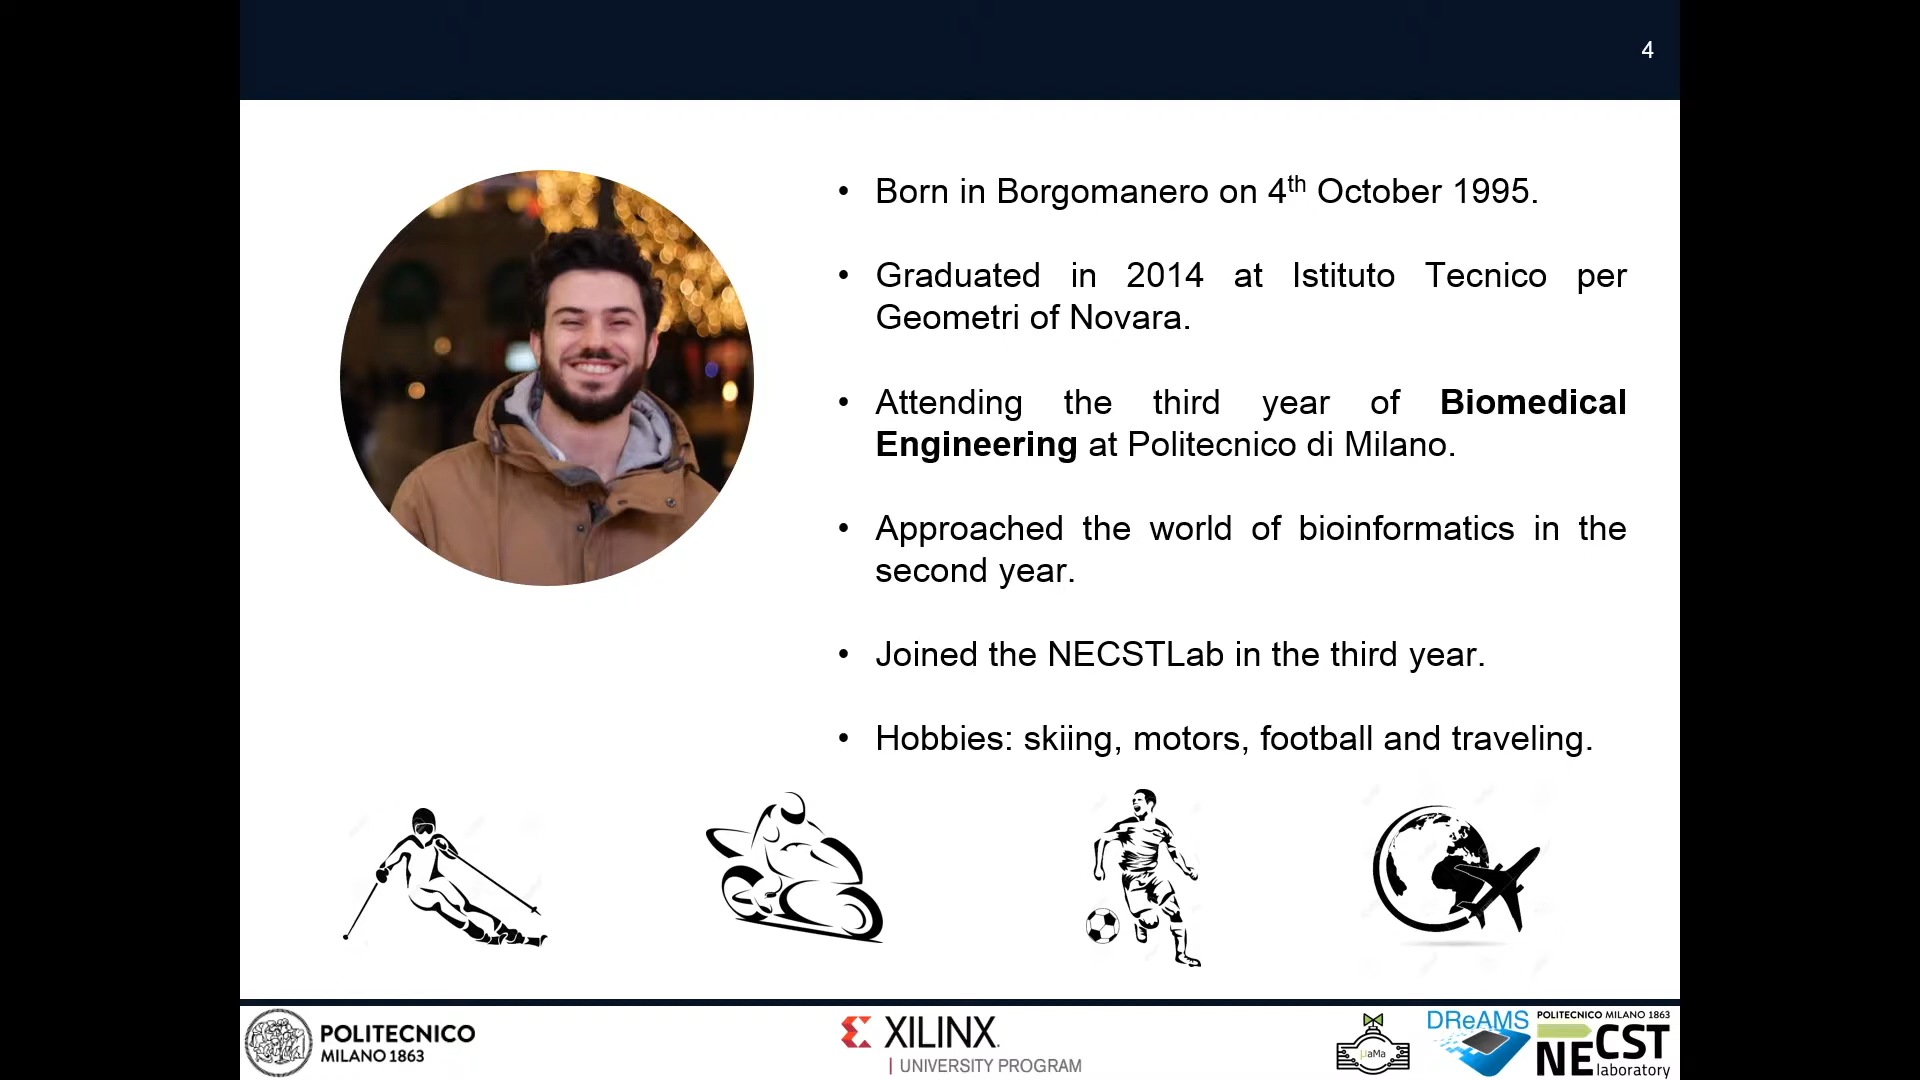 4
• Born in Borgomanero on 4th October 1995.
• Graduated in 2014 at Istituto Tecnico per
Geometri of Novara.
• Attending the third year of Biomedical
Engineering at Politecnico di Milano.
• Approached the world of bioinformatics in the
second year.
• Joined the NECSTLab in the third year.
• Hobbies: skiing, motors, football and traveling.
POLITECNICO
MILANO 1863
XILINX
UNIVERSITY PROGRAM
µaMa
DReAMS
POLITECNICO MILANO 1863
NECST
laboratory